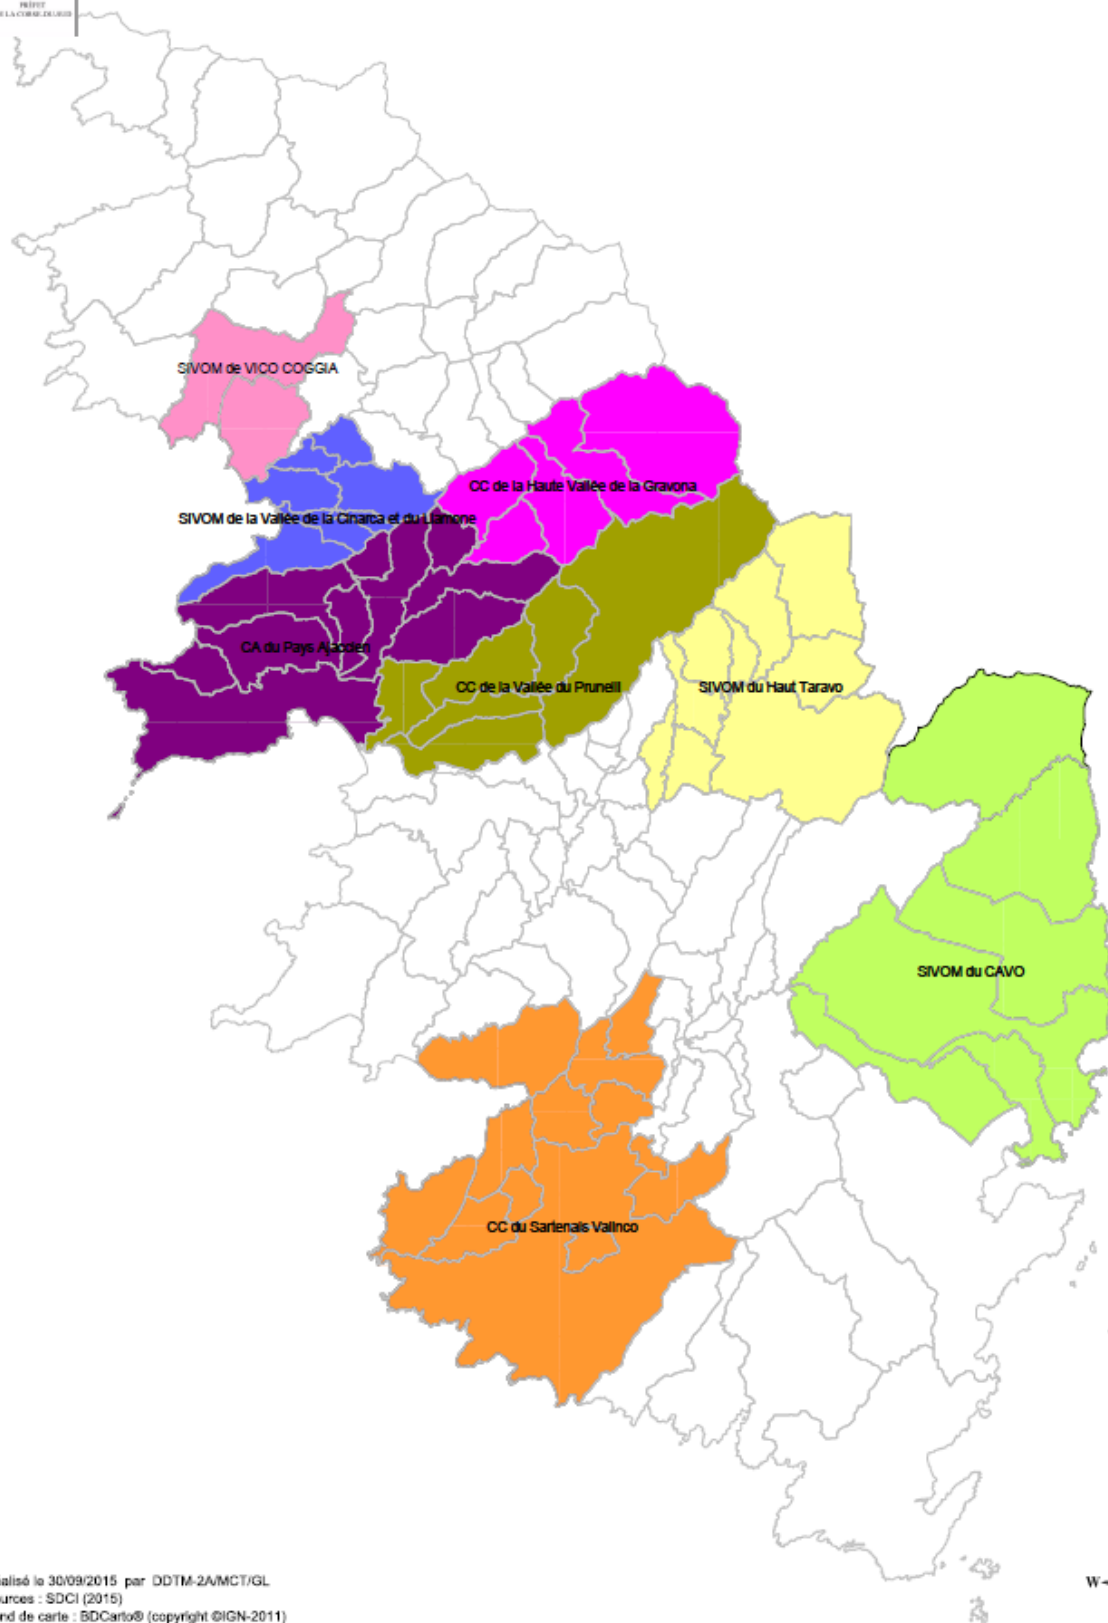 PRÉFET
SIVOM de VICO COGGIA
CC de la Haute Vallée de la Gravona
SIVOM de la Vallée de la Cinarca et du Liamone
CA du Pays Ajaccien
CC de la Vallée du Prunelli
SIVOM du Haut Taravo
SIVOM du CAVO
CC du Sartenais Valinco
alisé le 30/09/2015 par DDTM-2A/MCT/GL
urces : SDCI (2015)
nd de carte : BDCarto® (copyright ©IGN-2011)
W